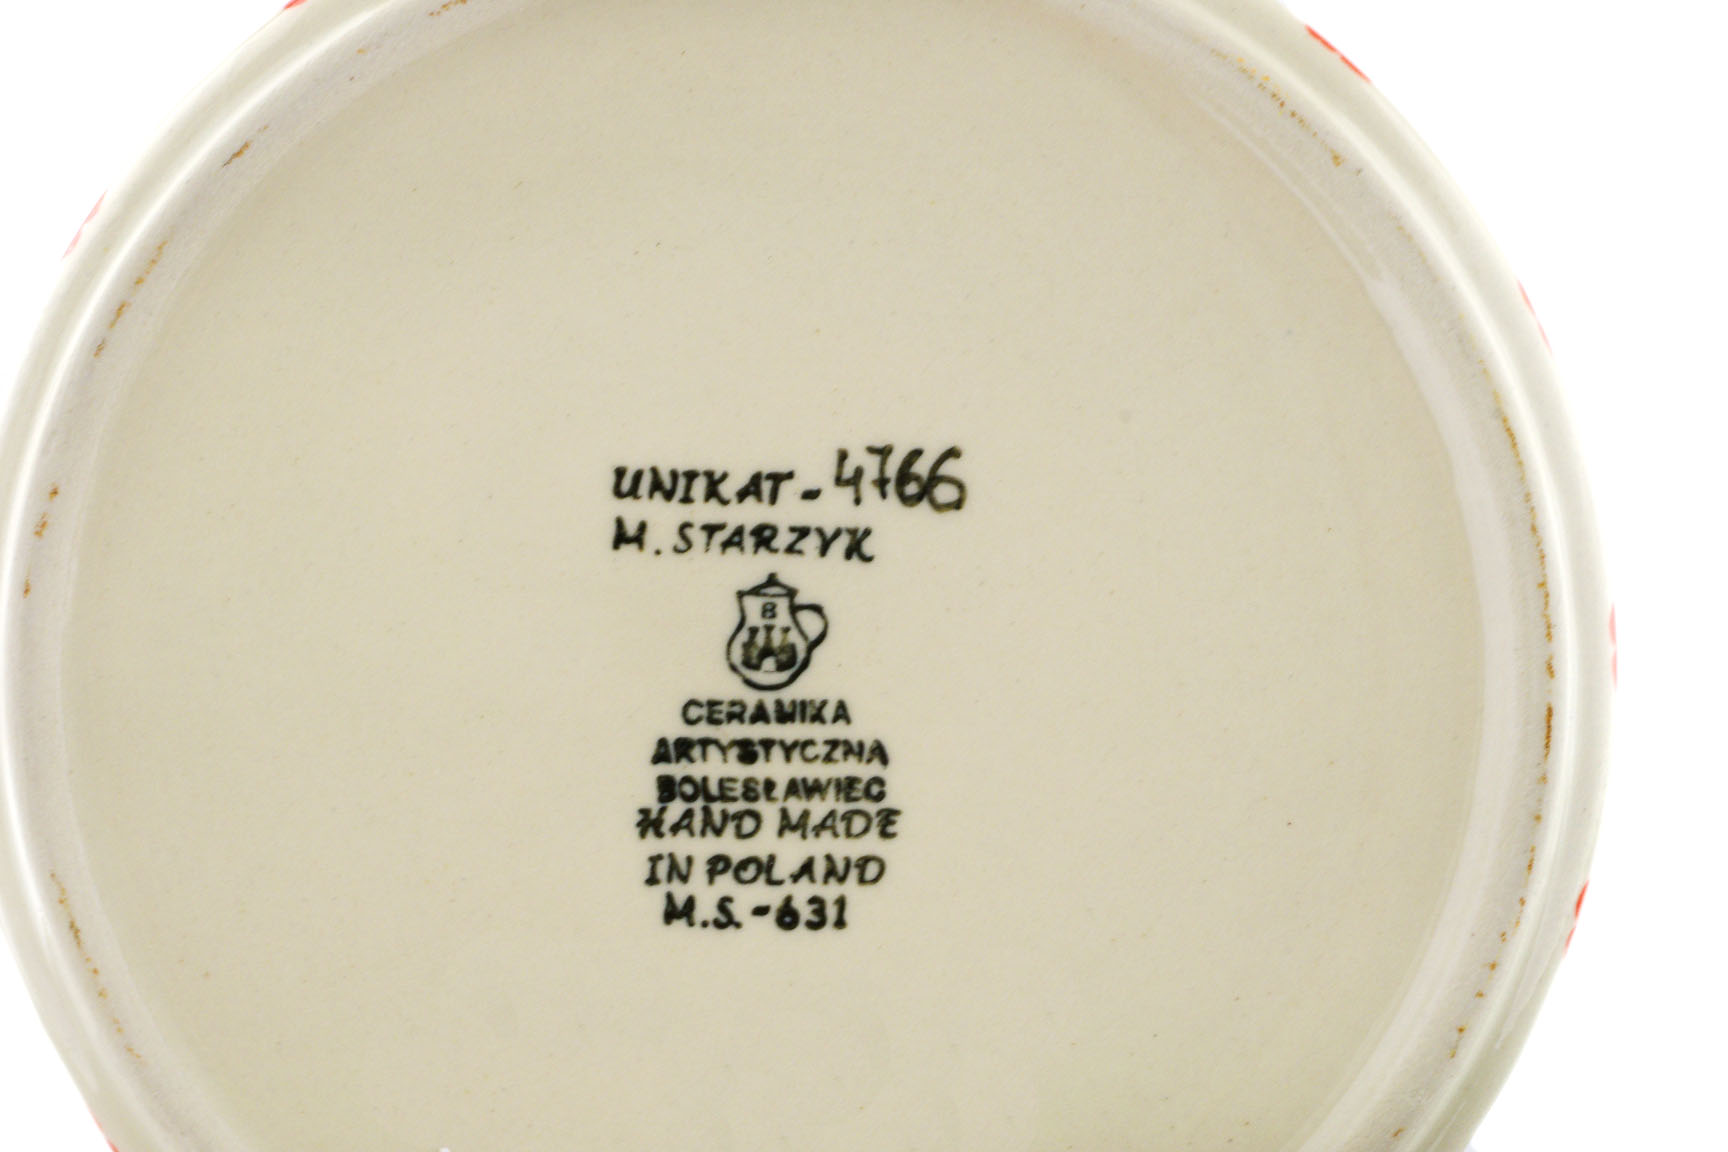 UNIKAT - 4766
M. STARZYK
B
CERAMIKA
ARTYSTYCZNA
BOLESŁAWIEC
HAND MADE
IN POLAND
M.S. - 631